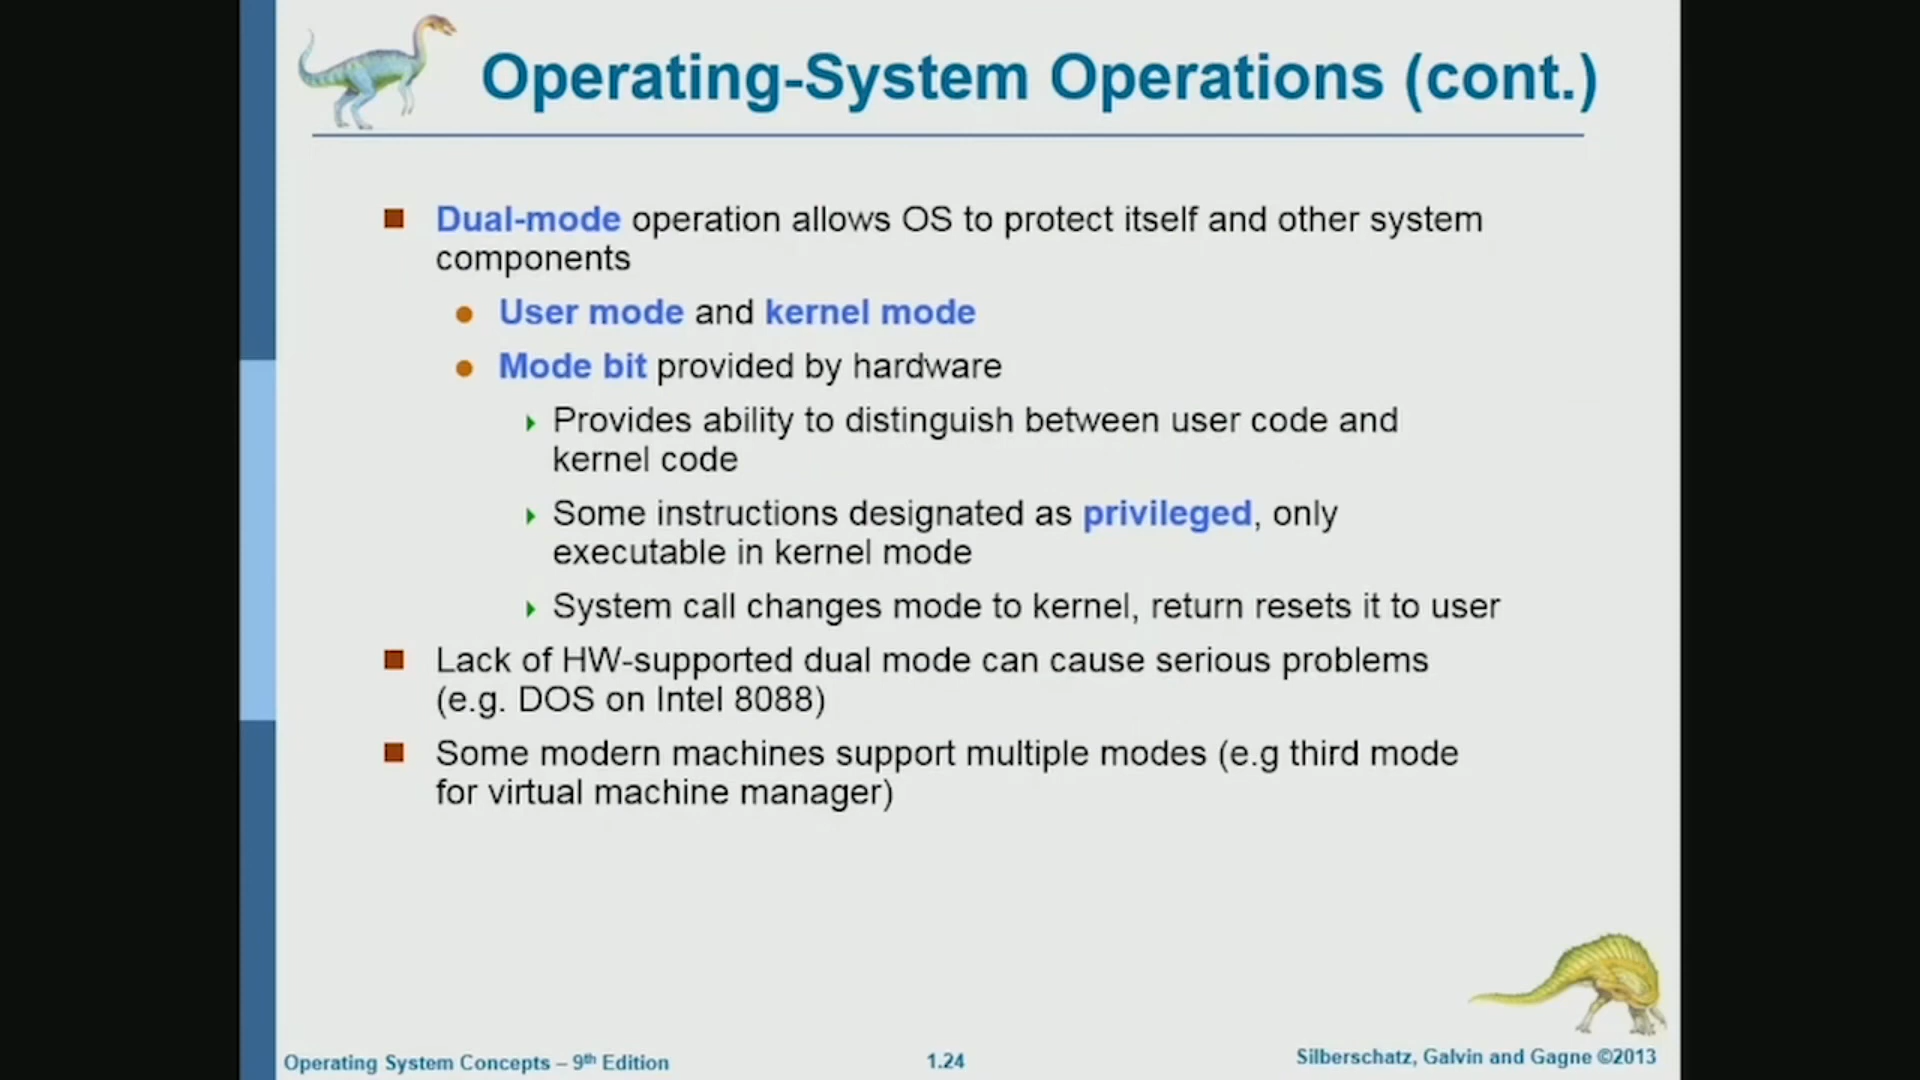 Operating-System Operations (cont.)
Dual-mode operation allows OS to protect itself and other system
components
User mode and kernel mode
Mode bit provided by hardware
Provides ability to distinguish between user code and
kernel code
Some instructions designated as privileged, only
executable in kernel mode
System call changes mode to kernel, return resets it to user
Lack of HW-supported dual mode can cause serious problems
(e.g. DOS on Intel 8088)
Some modern machines support multiple modes (e.g third mode
for virtual machine manager)
Operating System Concepts – 9th Edition
1.24
Silberschatz, Galvin and Gagne ©2013